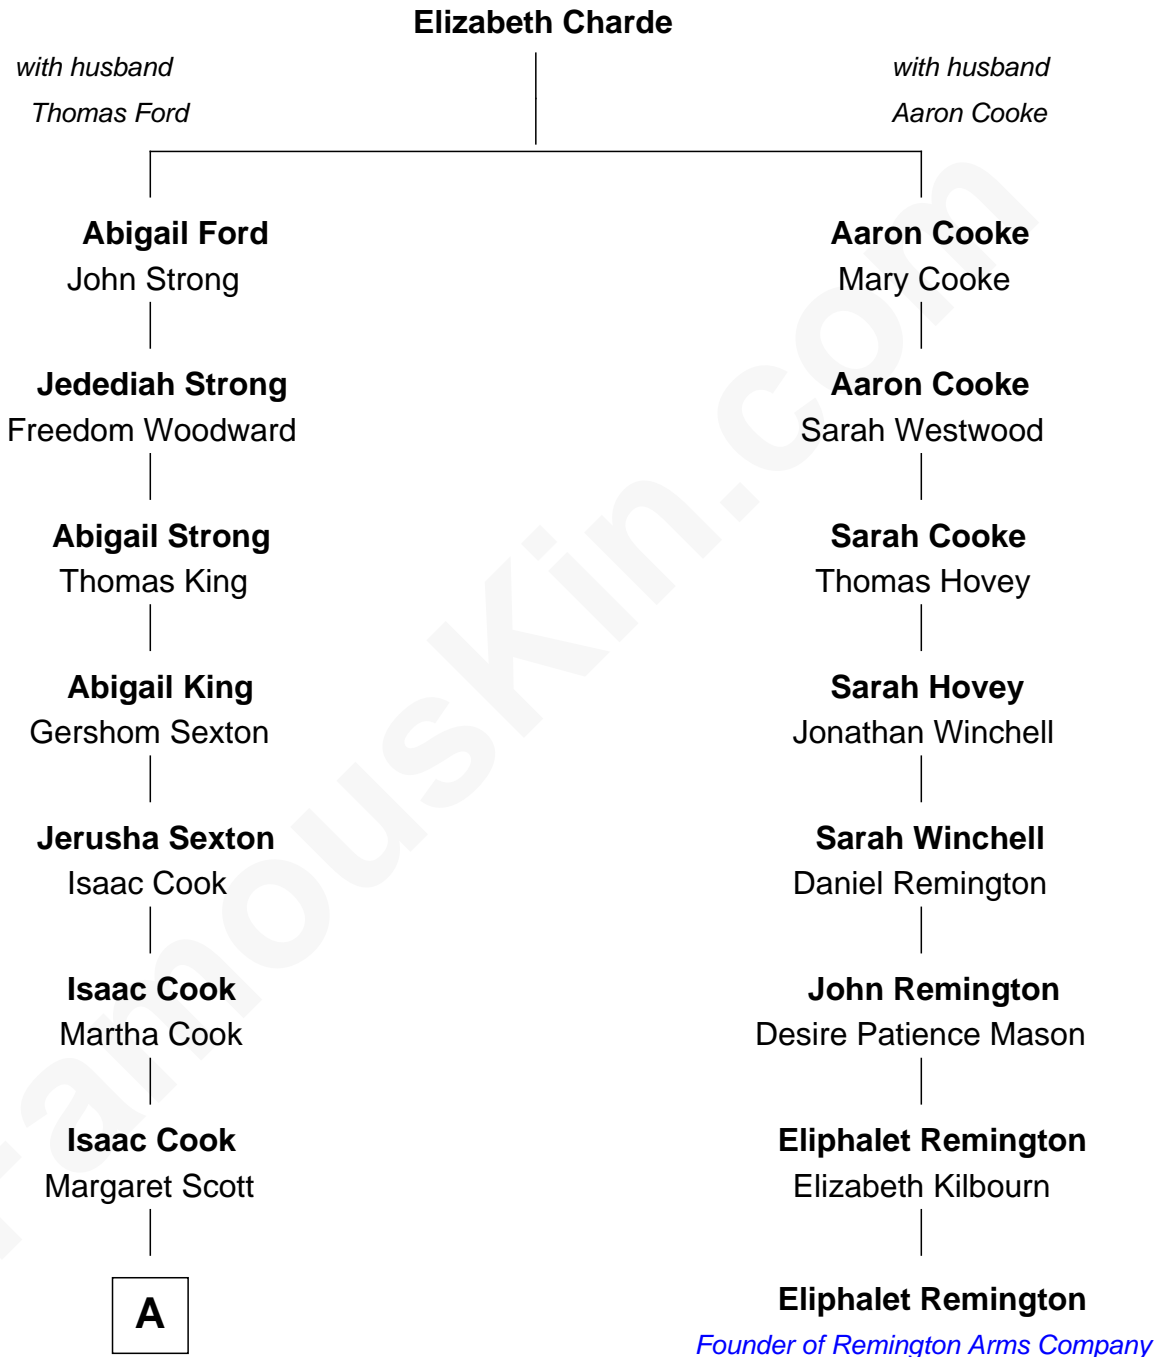 Elizabeth Charde
with husband
Thomas Ford
with husband
Aaron Cooke
Abigail Ford
John Strong
Aaron Cooke
Mary Cooke
Jedediah Strong
Freedom Woodward
Aaron Cooke
Sarah Westwood
Abigail Strong
Thomas King
Sarah Cooke
Thomas Hovey
Abigail King
Gershom Sexton
Sarah Hovey
Jonathan Winchell
Jerusha Sexton
Isaac Cook
Sarah Winchell
Daniel Remington
Isaac Cook
Martha Cook
John Remington
Desire Patience Mason
Isaac Cook
Margaret Scott
Eliphalet Remington
Elizabeth Kilbourn
A
Eliphalet Remington
Founder of Remington Arms Company
FamousKin.com